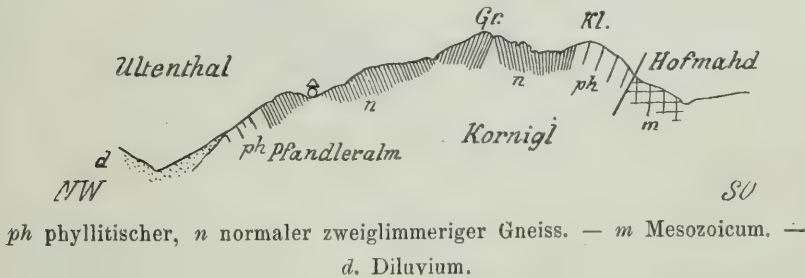 Gr. Kl.
Ultenthal Hofmahd
n n ph
ph Pfandleralm Kornigl m
d
NW SO
ph phyllitischer, n normaler zweiglimmeriger Gneiss. — m Mesozoicum. —
d. Diluvium.